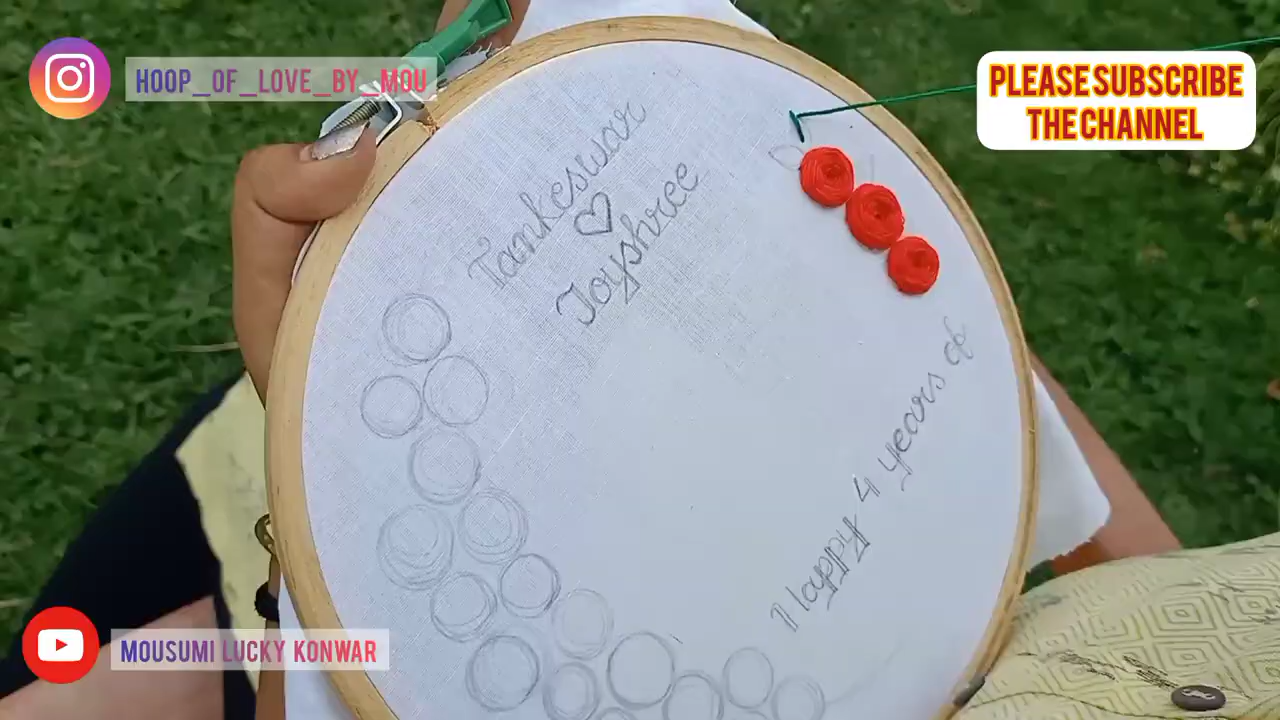 HOOP_OF_LOVE_BY_MOU
PLEASE SUBSCRIBE
THE CHANNEL
Tankeswar
Joyshree
Happy 4 years of
MOUSUMI LUCKY KONWAR